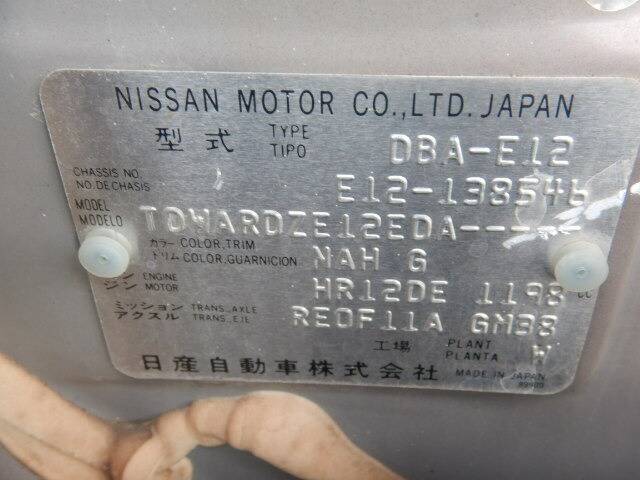 NISSAN MOTOR CO.,LTD. JAPAN
型式 TYPE TIPO DBA-E12
CHASSIS NO. NO. DE CHASIS E12-138546
MODEL MODELO TDWARDZE12EDA-----
カラー COLOR,TRIM
トリム COLOR,GUARNICION NAH G
ジン ENGINE MOTOR HR12DE 1198 cc
ミッション TRANS.,AXLE
アクスル TRANS.,EJE RE0F11A GM38
工場 PLANT PLANTA W
日産自動車株式会社 MADE IN JAPAN